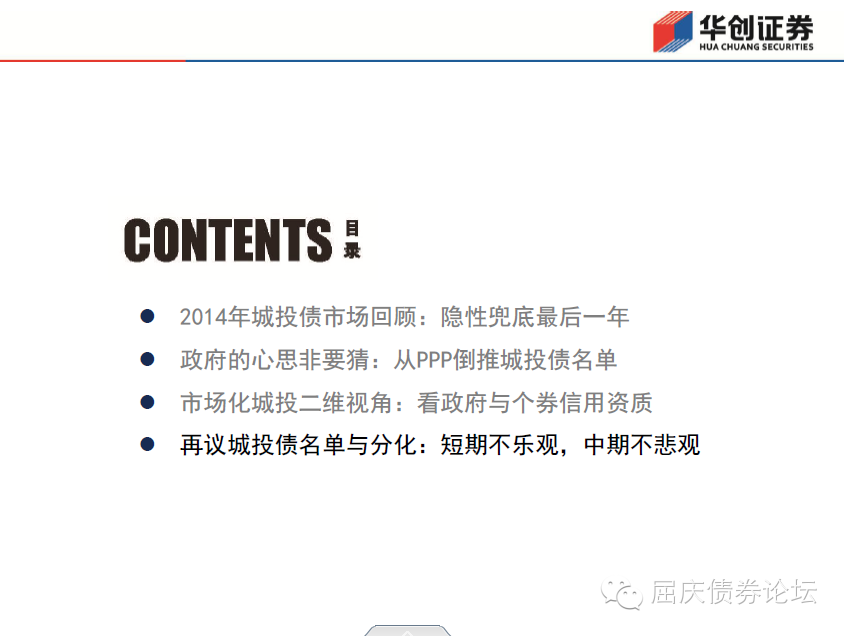 华创证券
HUA CHUANG SECURITIES
CONTENTS 目录
2014年城投债市场回顾：隐性兜底最后一年
政府的心思非要猜：从PPP倒推城投债名单
市场化城投二维视角：看政府与个券信用资质
再议城投债名单与分化：短期不乐观，中期不悲观
屈庆债券论坛